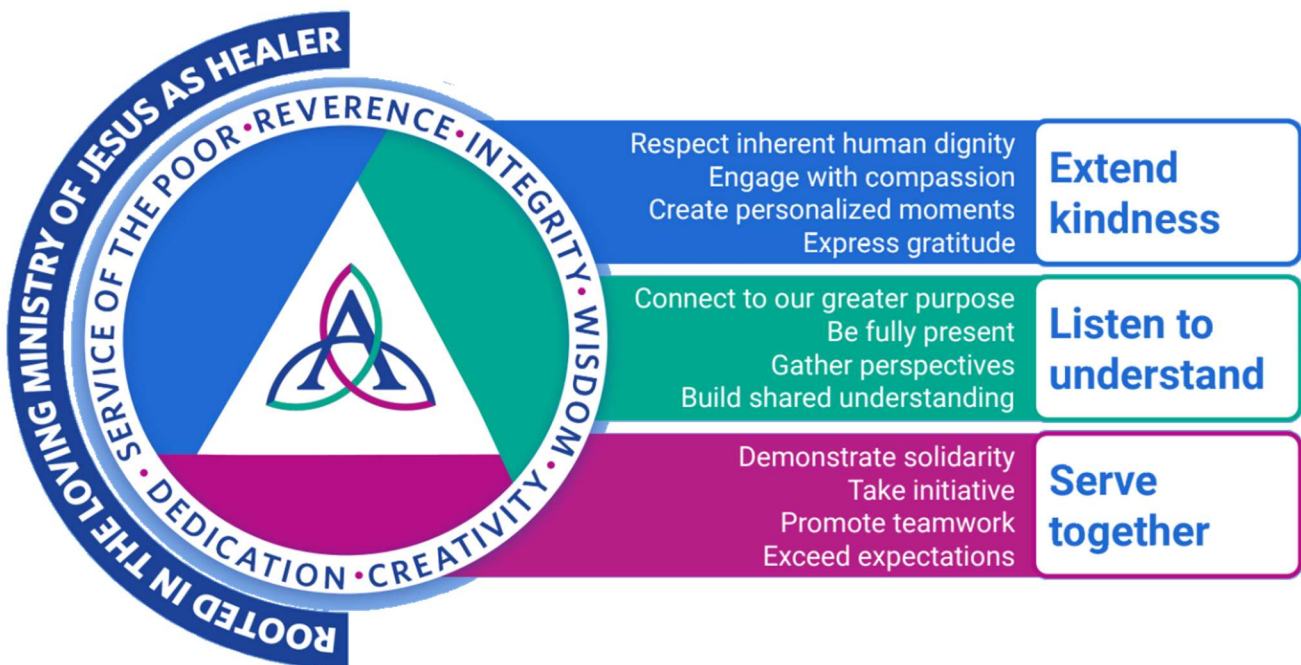 ROOTED IN THE LOVING MINISTRY OF JESUS AS HEALER
SERVICE OF THE POOR • REVERENCE • INTEGRITY • WISDOM • CREATIVITY • DEDICATION •
A
Respect inherent human dignity
Engage with compassion
Create personalized moments
Express gratitude
Extend
kindness
Connect to our greater purpose
Be fully present
Gather perspectives
Build shared understanding
Listen to
understand
Demonstrate solidarity
Take initiative
Promote teamwork
Exceed expectations
Serve
together